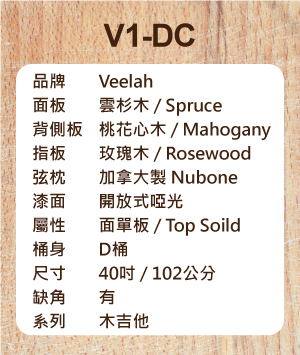 V1-DC
品牌 Veelah
面板 雲杉木 / Spruce
背側板 桃花心木 / Mahogany
指板 玫瑰木 / Rosewood
弦枕 加拿大製 Nubone
漆面 開放式啞光
屬性 面單板 / Top Soild
桶身 D桶
尺寸 40吋 / 102公分
缺角 有
系列 木吉他